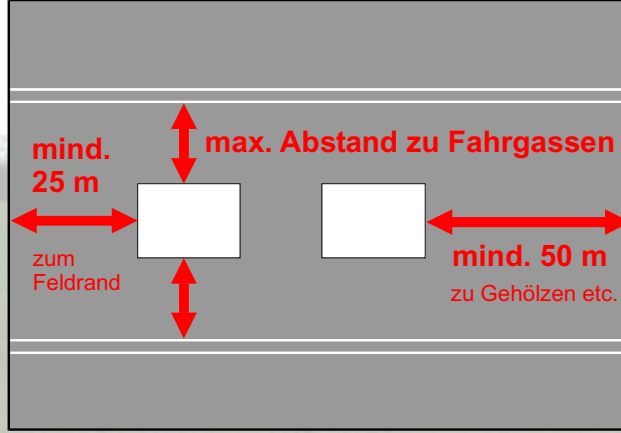 max. Abstand zu Fahrgassen
mind.
25 m
zum
Feldrand
mind. 50 m
zu Gehölzen etc.